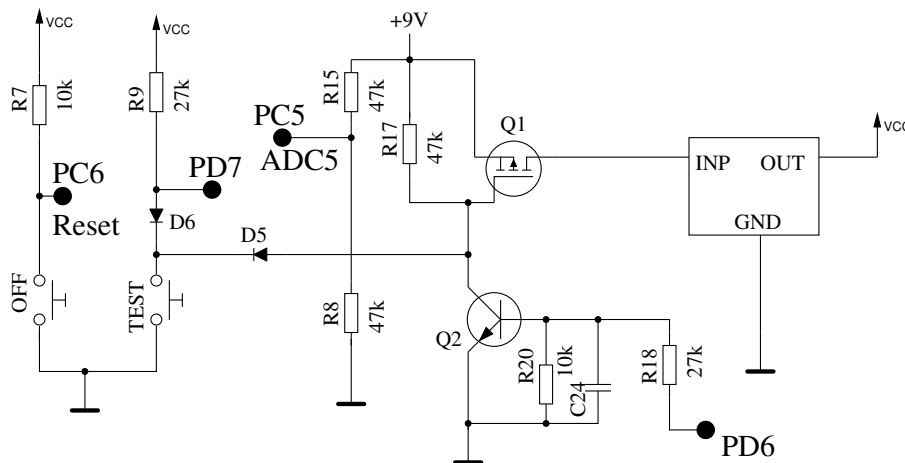 VCC
R7
10k
PC6
Reset
OFF
VCC
R9
27k
PD7
D6
TEST
D5
+9V
R15
47k
PC5
ADC5
R17
47k
R8
47k
Q1
Q2
R20
10k
C24
R18
27k
PD6
INP OUT
GND
VCC